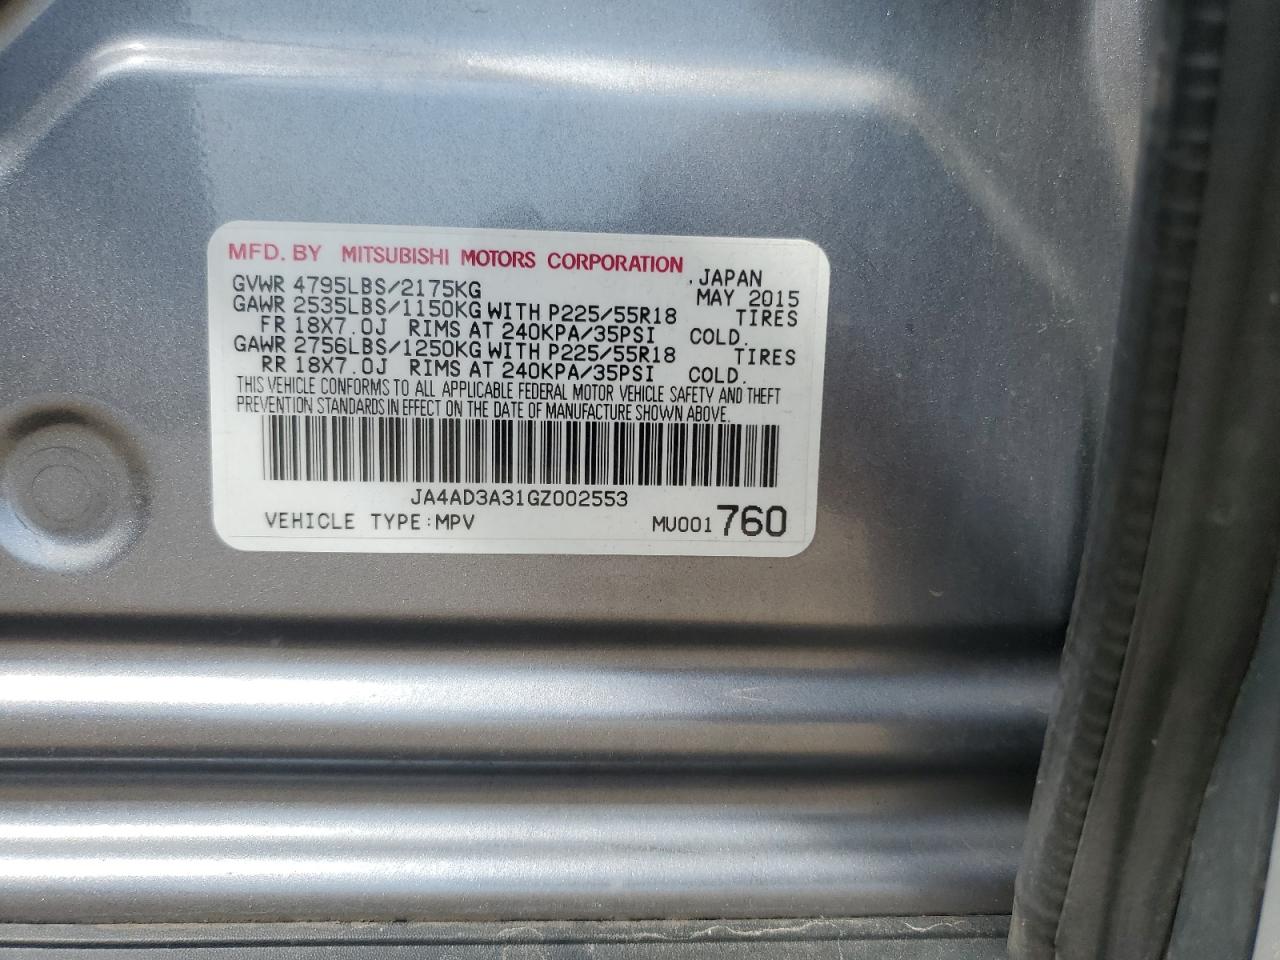 MFD. BY MITSUBISHI MOTORS CORPORATION , JAPAN
GVWR 4795LBS/2175KG MAY 2015
GAWR 2535LBS/1150KG WITH P225/55R18 TIRES
FR 18X7.0J RIMS AT 240KPA/35PSI COLD.
GAWR 2756LBS/1250KG WITH P225/55R18 TIRES
RR 18X7.0J RIMS AT 240KPA/35PSI COLD.
THIS VEHICLE CONFORMS TO ALL APPLICABLE FEDERAL MOTOR VEHICLE SAFETY AND THEFT
PREVENTION STANDARDS IN EFFECT ON THE DATE OF MANUFACTURE SHOWN ABOVE.
JA4AD3A31GZ002553
VEHICLE TYPE:MPV MU001760